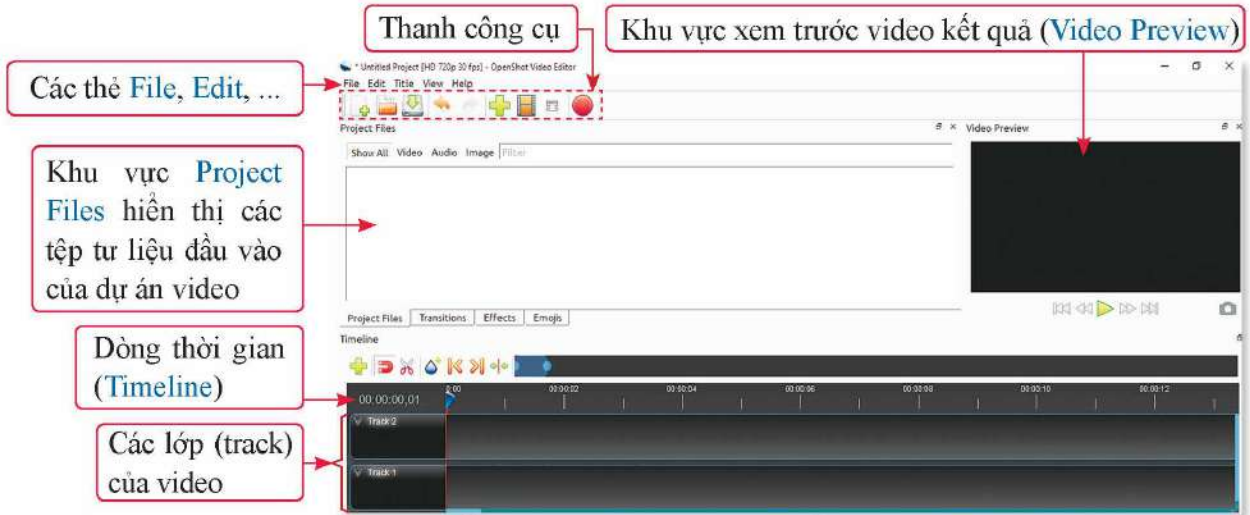 Thanh công cụ
Khu vực xem trước video kết quả (Video Preview)
Các thẻ File, Edit, ...
* Untitled Project [HD 720p 30 fps] - OpenShot Video Editor
File Edit Title View Help
Project Files
Video Preview
Show All Video Audio Image Filter
Khu vực Project
Files hiển thị các
tệp tư liệu đầu vào
của dự án video
Project Files Transitions Effects Emojis
Timeline
Dòng thời gian
(Timeline)
00:00:00,01
0:00 00:00:02 00:00:04 00:00:06 00:00:08 00:00:10 00:00:12
Track 2
Các lớp (track)
của video
Track 1